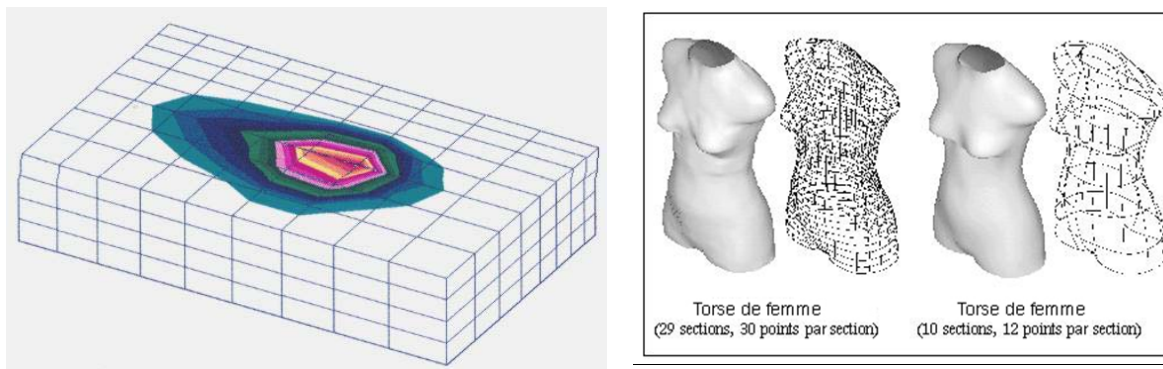 Torse de femme
(29 sections, 30 points par section)
Torse de femme
(10 sections, 12 points par section)